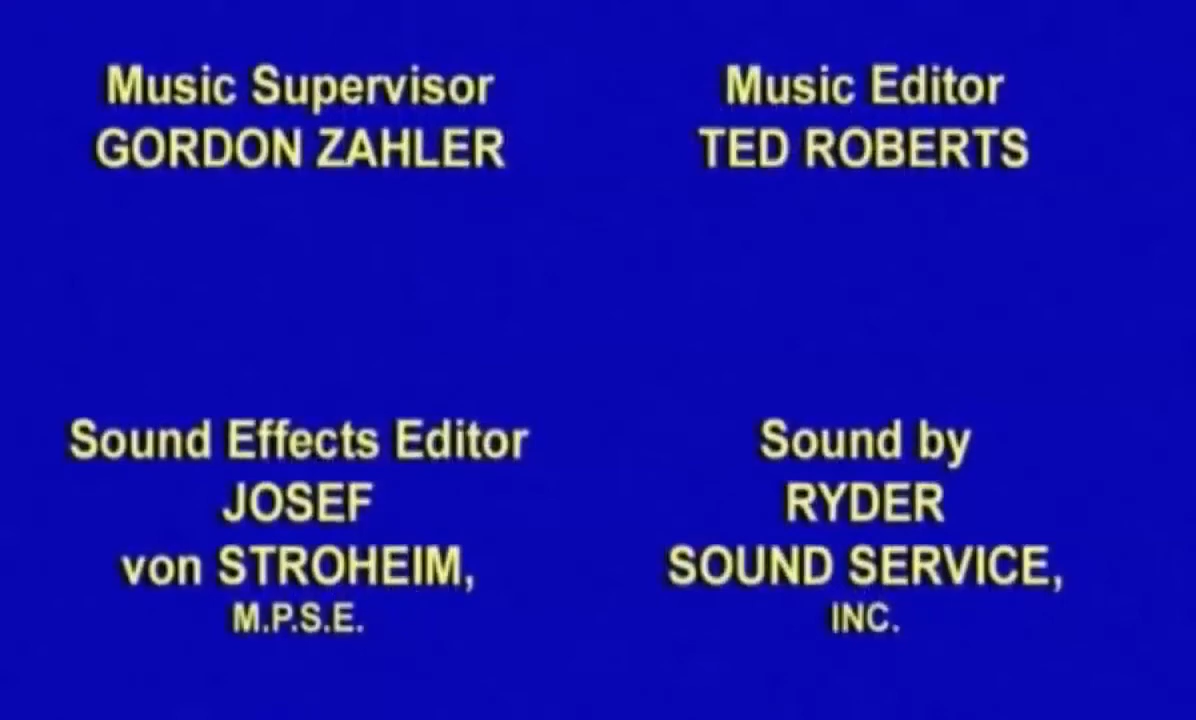 Music Supervisor
GORDON ZAHLER
Music Editor
TED ROBERTS
Sound Effects Editor
JOSEF
von STROHEIM,
M.P.S.E.
Sound by
RYDER
SOUND SERVICE,
INC.